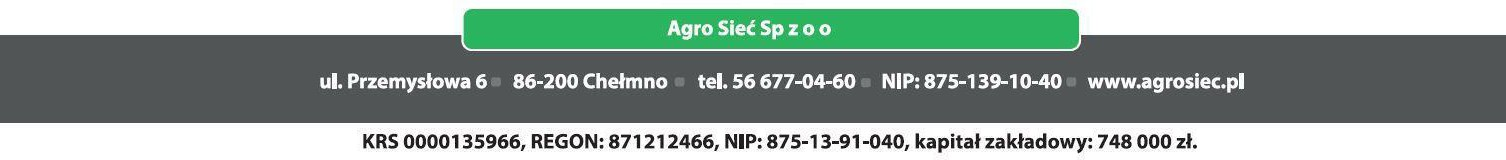 Agro Sieć Sp z o o
ul. Przemysłowa 6 ▪ 86-200 Chełmno ▪ tel. 56 677-04-60 ▪ NIP: 875-139-10-40 ▪ www.agrosiec.pl
KRS 0000135966, REGON: 871212466, NIP: 875-13-91-040, kapitał zakładowy: 748 000 zł.